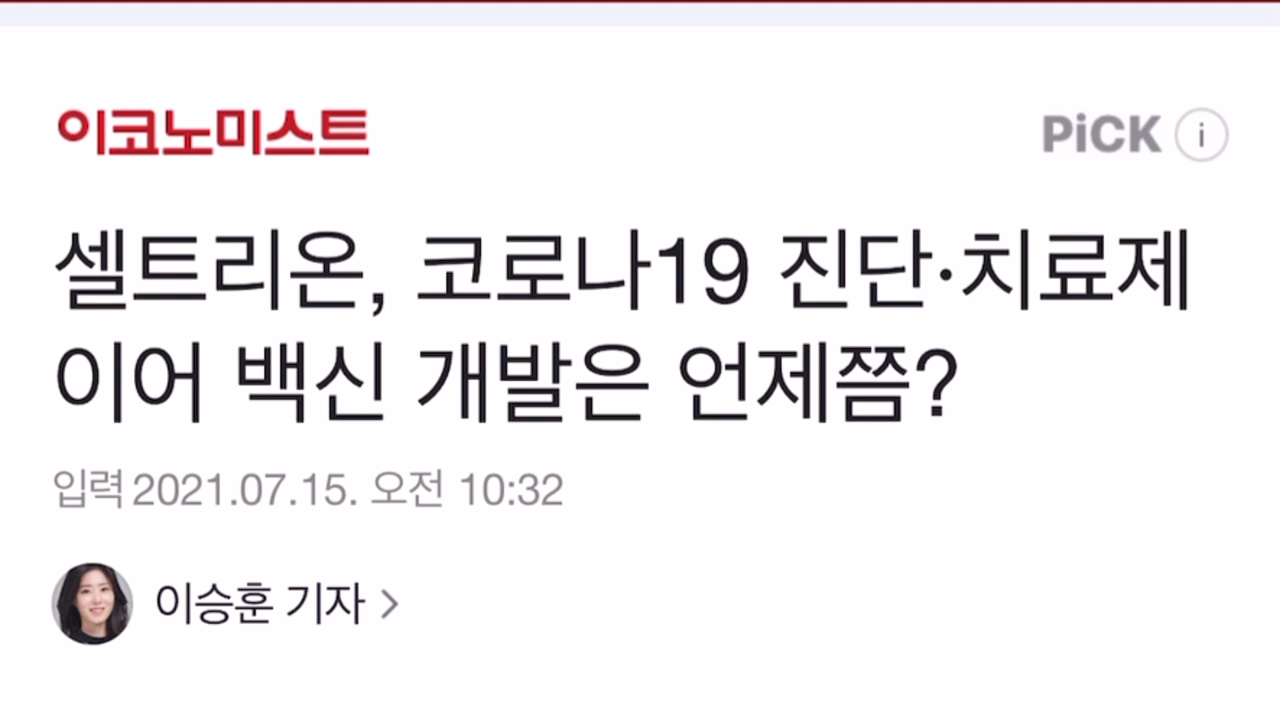 이코노미스트
PiCK i
셀트리온, 코로나19 진단·치료제
이어 백신 개발은 언제쯤?
입력 2021.07.15. 오전 10:32
이승훈 기자 >